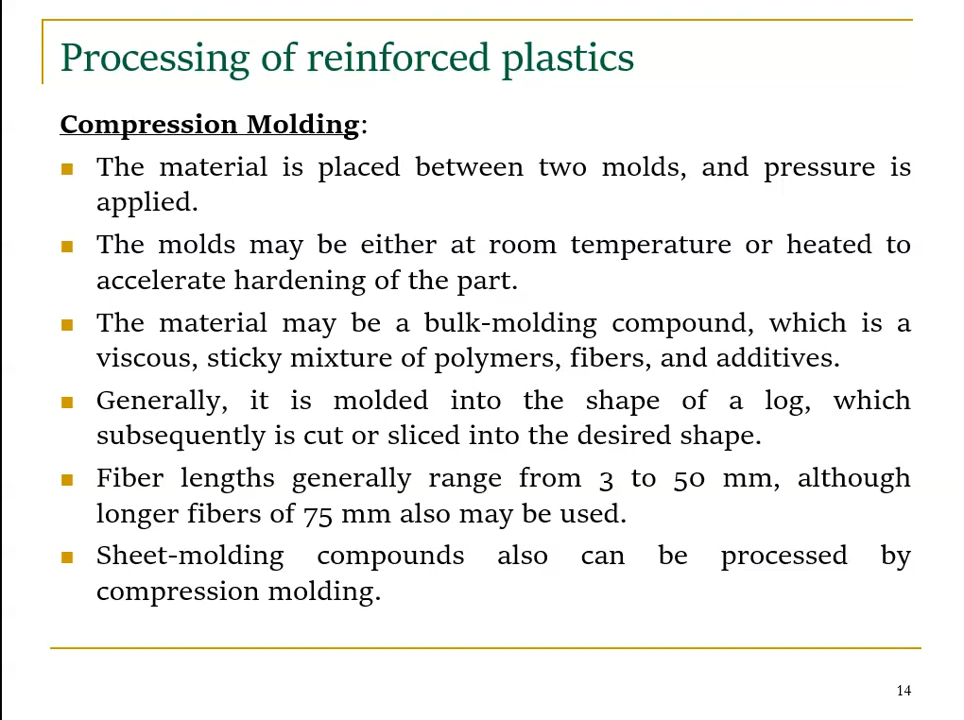 Processing of reinforced plastics
Compression Molding:
The material is placed between two molds, and pressure is
applied.
The molds may be either at room temperature or heated to
accelerate hardening of the part.
The material may be a bulk-molding compound, which is a
viscous, sticky mixture of polymers, fibers, and additives.
Generally, it is molded into the shape of a log, which
subsequently is cut or sliced into the desired shape.
Fiber lengths generally range from 3 to 50 mm, although
longer fibers of 75 mm also may be used.
Sheet-molding compounds also can be processed by
compression molding.
14